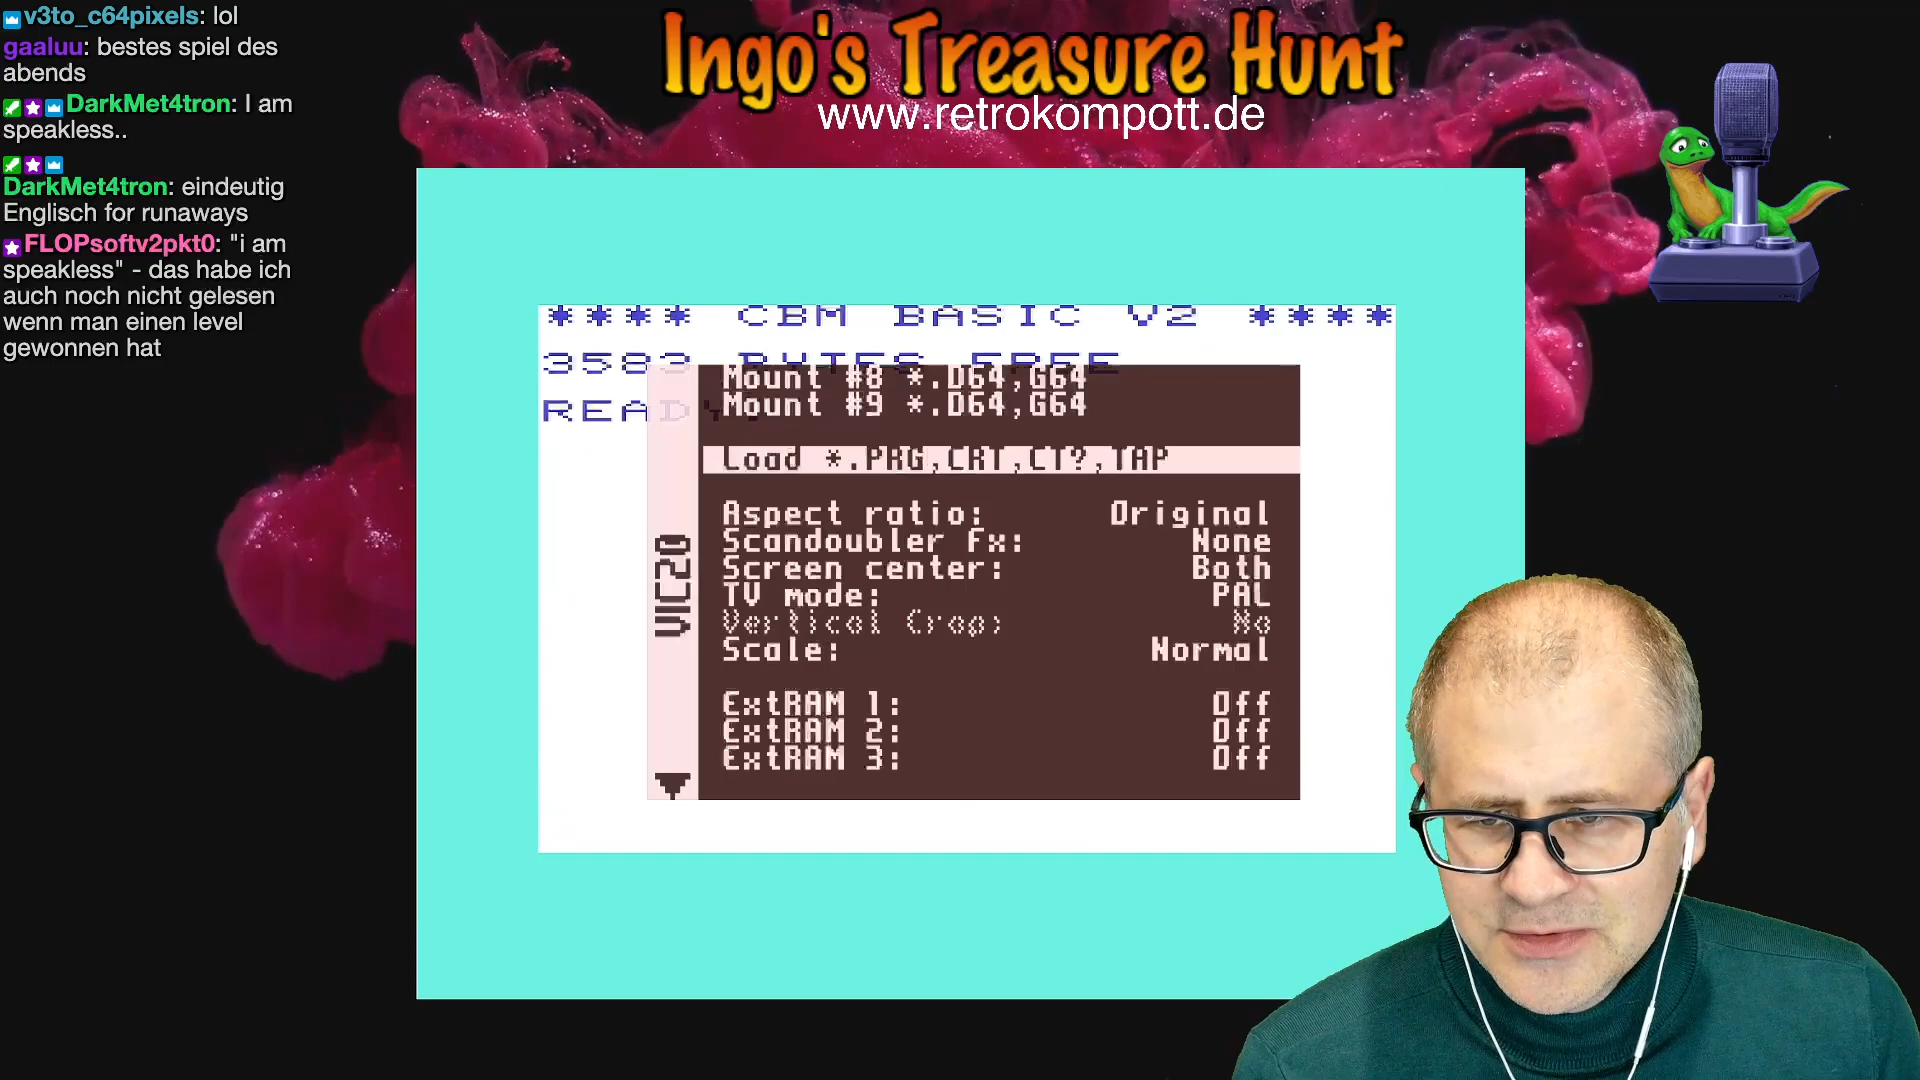 v3to_c64pixels: lol
gaaluu: bestes spiel des
abends
DarkMet4tron: I am
speakless..
DarkMet4tron: eindeutig
Englisch for runaways
FLOPsoftv2pkt0: "i am
speakless" - das habe ich
auch noch nicht gelesen
wenn man einen level
gewonnen hat
Ingo's Treasure Hunt
www.retrokompott.de
**** CBM BASIC V2 ****
3583 BYTES FREE
READY
VIC20
Mount #8 *.D64,G64
Mount #9 *.D64,G64
Load *.PRG,CRT,CT?,TAP
Aspect ratio: Original
Scandoubler Fx: None
Screen center: Both
TV mode: PAL
Vertical Crop: No
Scale: Normal
ExtRAM 1: Off
ExtRAM 2: Off
ExtRAM 3: Off